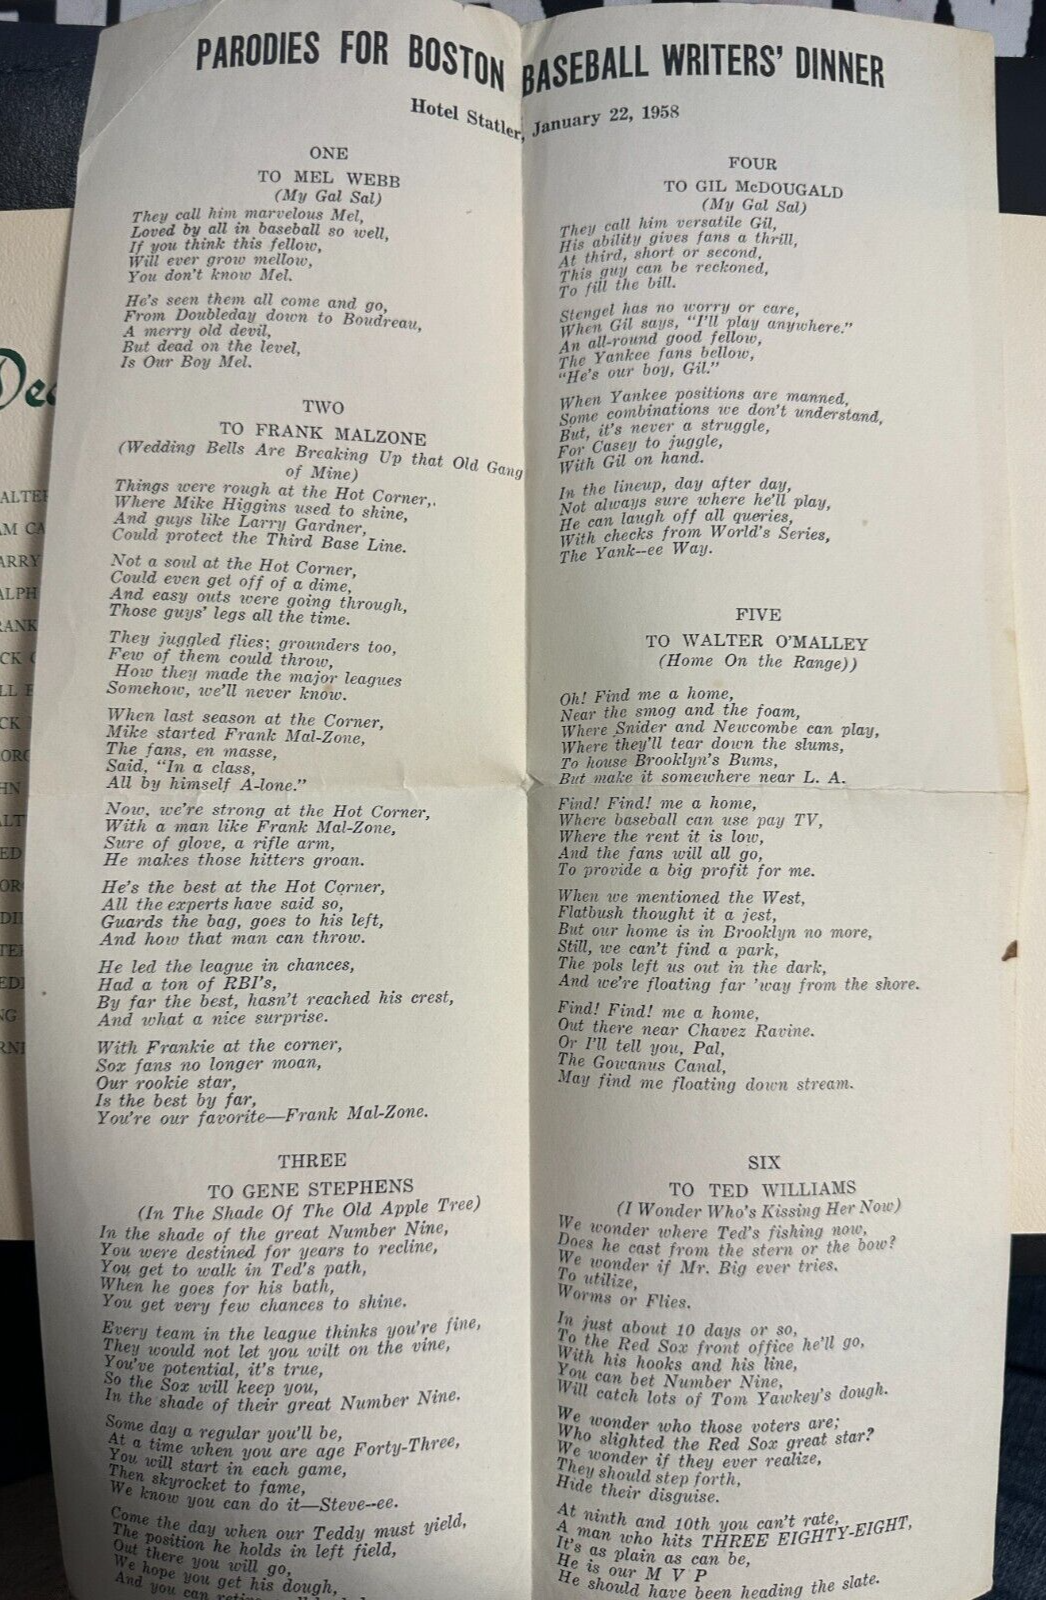 PARODIES FOR BOSTON BASEBALL WRITERS' DINNER
Hotel Statler, January 22, 1958
ONE
TO MEL WEBB
(My Gal Sal)
They call him marvelous Mel,
Loved by all in baseball so well,
If you think this fellow,
Will ever grow mellow,
You don't know Mel.
He's seen them all come and go,
From Doubleday down to Boudreau,
A merry old devil,
But dead on the level,
Is Our Boy Mel.
TWO
TO FRANK MALZONE
(Wedding Bells Are Breaking Up that Old Gang
of Mine)
Things were rough at the Hot Corner,.
Where Mike Higgins used to shine,
And guys like Larry Gardner,
Could protect the Third Base Line.
Not a soul at the Hot Corner,
Could even get off of a dime,
And easy outs were going through,
Those guys' legs all the time.
They juggled flies; grounders too,
Few of them could throw,
How they made the major leagues
Somehow, we'll never know.
When last season at the Corner,
Mike started Frank Mal-Zone,
The fans, en masse,
Said, "In a class,
All by himself A-lone."
Now, we're strong at the Hot Corner,
With a man like Frank Mal-Zone,
Sure of glove, a rifle arm,
He makes those hitters groan.
He's the best at the Hot Corner,
All the experts have said so,
Guards the bag, goes to his left,
And how that man can throw.
He led the league in chances,
Had a ton of RBI's,
By far the best, hasn't reached his crest,
And what a nice surprise.
With Frankie at the corner,
Sox fans no longer moan,
Our rookie star,
Is the best by far,
You're our favorite—Frank Mal-Zone.
THREE
TO GENE STEPHENS
(In The Shade Of The Old Apple Tree)
In the shade of the great Number Nine,
You were destined for years to recline,
You get to walk in Ted's path,
When he goes for his bath,
You get very few chances to shine.
Every team in the league thinks you're fine,
They would not let you wilt on the vine,
You've potential, it's true,
So the Sox will keep you,
In the shade of their great Number Nine.
Some day a regular you'll be,
At a time when you are age Forty-Three,
You will start in each game,
Then skyrocket to fame,
We know you can do it—Steve--ee.
Come the day when our Teddy must yield,
The position he holds in left field,
Out there you will go,
We hope you get his dough,
And you can
FOUR
TO GIL McDOUGALD
(My Gal Sal)
They call him versatile Gil,
His ability gives fans a thrill,
At third, short or second,
This guy can be reckoned,
To fill the bill.
Stengel has no worry or care,
When Gil says, "I'll play anywhere."
An all-round good fellow,
The Yankee fans bellow,
"He's our boy, Gil."
When Yankee positions are manned,
Some combinations we don't understand,
But, it's never a struggle,
For Casey to juggle,
With Gil on hand.
In the lineup, day after day,
Not always sure where he'll play,
He can laugh off all queries,
With checks from World's Series,
The Yank--ee Way.
FIVE
TO WALTER O'MALLEY
(Home On the Range))
Oh! Find me a home,
Near the smog and the foam,
Where Snider and Newcombe can play,
Where they'll tear down the slums,
To house Brooklyn's Bums,
But make it somewhere near L. A.
Find! Find! me a home,
Where baseball can use pay TV,
Where the rent it is low,
And the fans will all go,
To provide a big profit for me.
When we mentioned the West,
Flatbush thought it a jest,
But our home is in Brooklyn no more,
Still, we can't find a park,
The pols left us out in the dark,
And we're floating far 'way from the shore.
Find! Find! me a home,
Out there near Chavez Ravine.
Or I'll tell you, Pal,
The Gowanus Canal,
May find me floating down stream.
SIX
TO TED WILLIAMS
(I Wonder Who's Kissing Her Now)
We wonder where Ted's fishing now,
Does he cast from the stern or the bow?
We wonder if Mr. Big ever tries.
To utilize,
Worms or Flies.
In just about 10 days or so,
To the Red Sox front office he'll go,
With his hooks and his line,
You can bet Number Nine,
Will catch lots of Tom Yawkey's dough.
We wonder who those voters are;
Who slighted the Red Sox great star?
We wonder if they ever realize,
They should step forth,
Hide their disguise.
At ninth and 10th you can't rate,
A man who hits THREE EIGHTY-EIGHT,
It's as plain as can be,
He is our M V P
He should have been heading the slate.